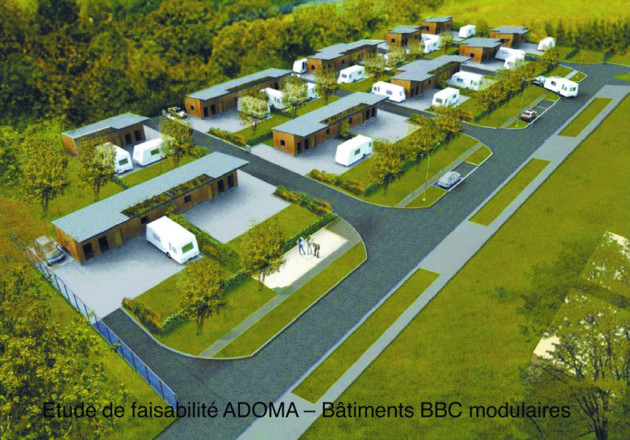 Etude de faisabilité ADOMA – Bâtiments BBC modulaires